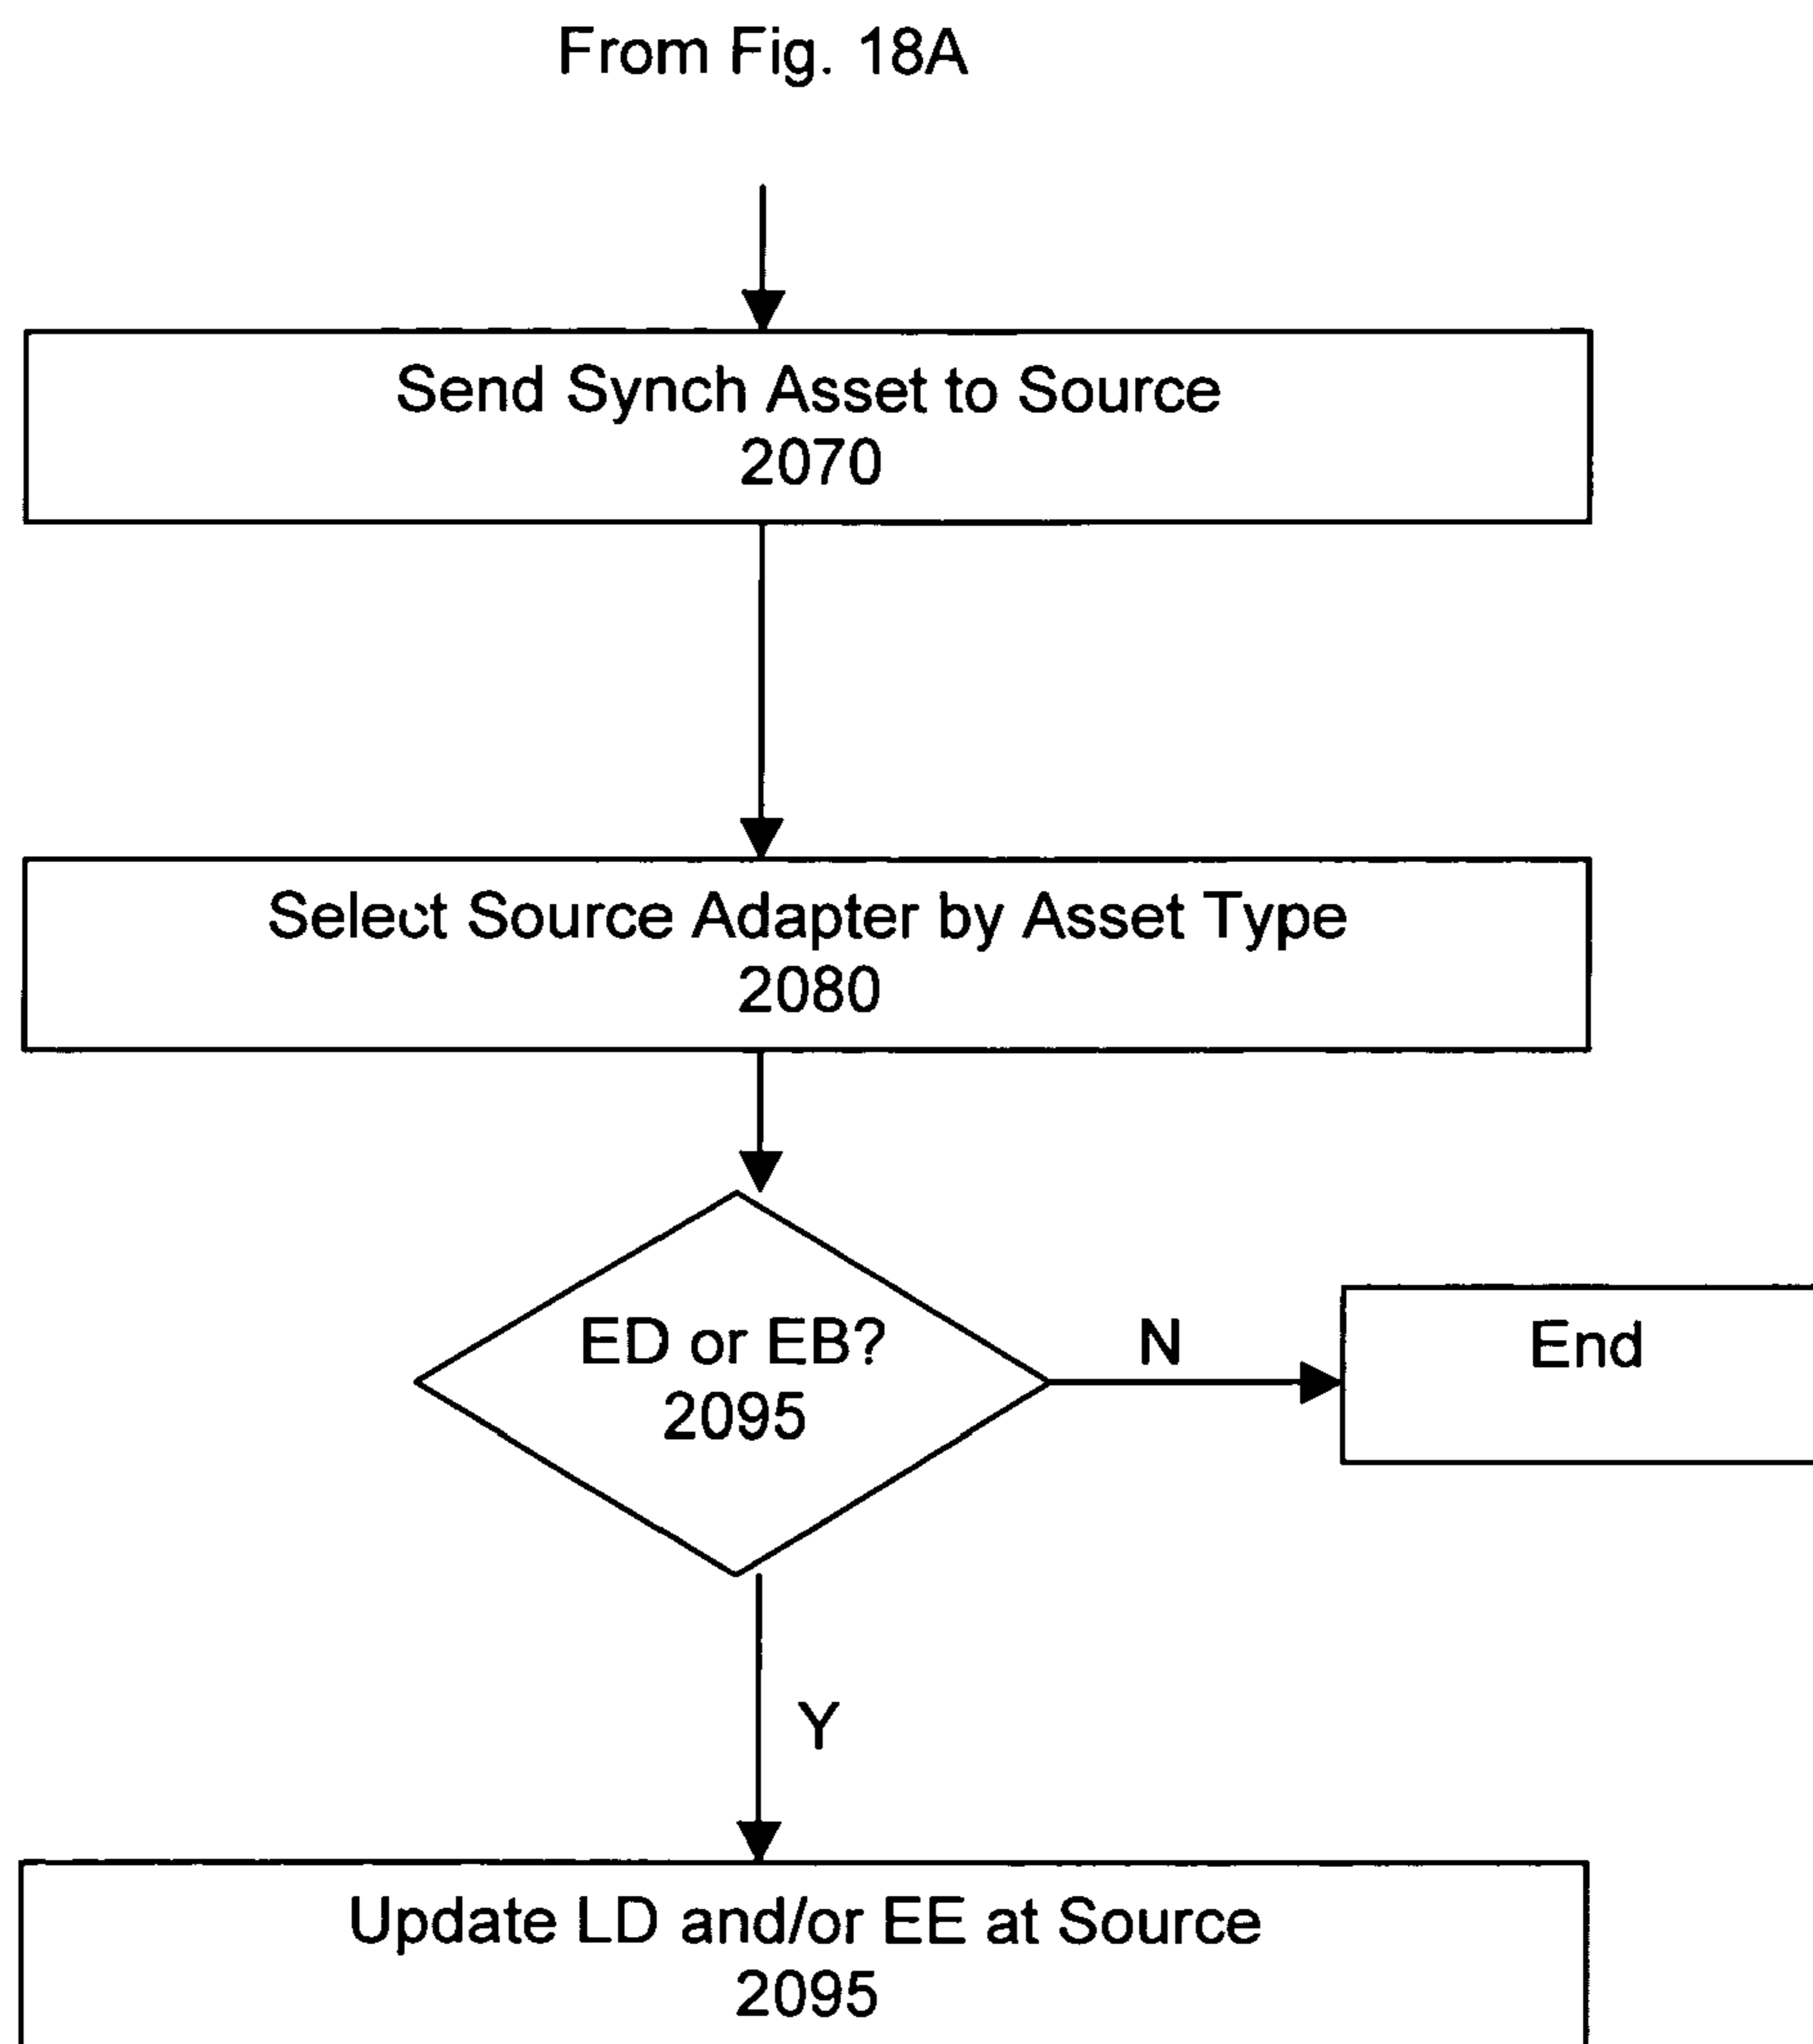 From Fig. 18A
Send Synch Asset to Source
2070
Select Source Adapter by Asset Type
2080
ED or EB?
2095
N
End
Y
Update LD and/or EE at Source
2095